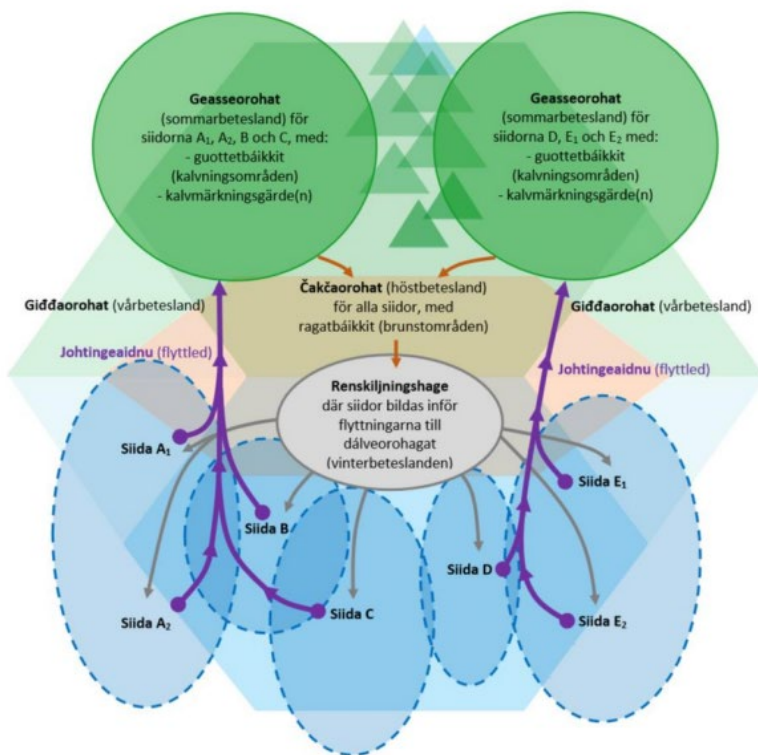 Geasseorohat
(sommarbetesland) för
siidorna A₁, A₂, B och C, med:
- guottetbáikkit
(kalvningsområden)
- kalvmärkningsgärde(n)
Geasseorohat
(sommarbetesland) för
siidorna D, E₁ och E₂ med:
- guottetbáikkit
(kalvningsområden)
- kalvmärkningsgärde(n)
Giđđaorohat (vårbetesland)
Čakčaorohat (höstbetesland)
för alla siidor, med
ragatbáikkit (brunstområden)
Giđđaorohat (vårbetesland)
Johtingeaidnu (flyttled)
Johtingeaidnu (flyttled)
Renskiljningshage
där siidor bildas inför
flyttningarna till
dálveorohagat
(vinterbeteslanden)
Siida A₁
Siida B
Siida E₁
Siida D
Siida A₂
Siida C
Siida E₂